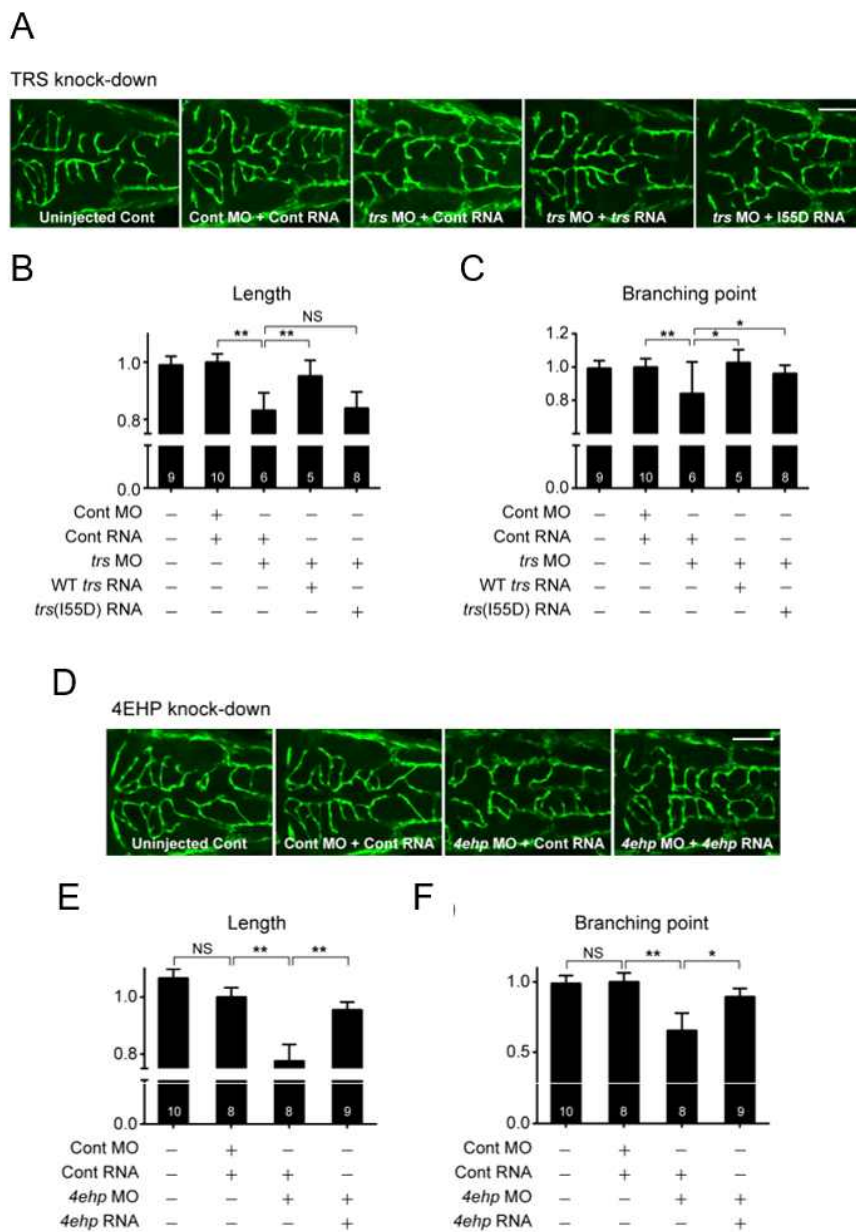 A
TRS knock-down
Uninjected Cont
Cont MO + Cont RNA
trs MO + Cont RNA
trs MO + trs RNA
trs MO + I55D RNA
B
Length
NS
** **
1.0
0.8
0.0
9 10 6 5 8
Cont MO – + – – –
Cont RNA – + + – –
trs MO – – + + +
WT trs RNA – – – + –
trs(I55D) RNA – – – – +
C
Branching point
*
** *
1.2
1.0
0.8
0.0
9 10 6 5 8
Cont MO – + – – –
Cont RNA – + + – –
trs MO – – + + +
WT trs RNA – – – + –
trs(I55D) RNA – – – – +
D
4EHP knock-down
Uninjected Cont
Cont MO + Cont RNA
4ehp MO + Cont RNA
4ehp MO + 4ehp RNA
E
Length
NS ** **
1.0
0.8
0.0
10 8 8 9
Cont MO – + – –
Cont RNA – + + –
4ehp MO – – + +
4ehp RNA – – – +
F
Branching point
NS ** *
1.0
0.5
0.0
10 8 8 9
Cont MO – + – –
Cont RNA – + + –
4ehp MO – – + +
4ehp RNA – – – +